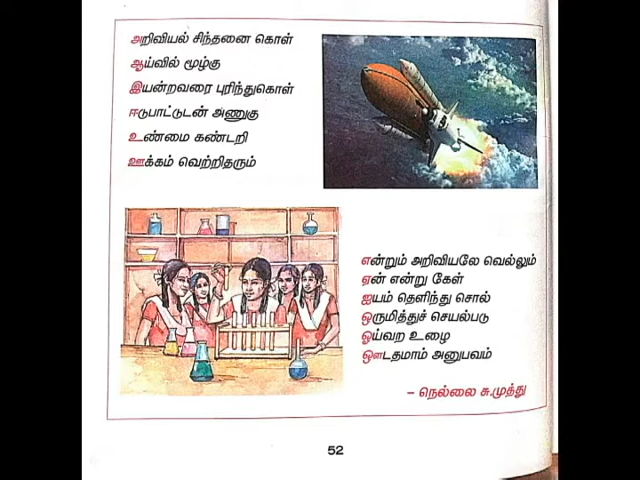 அறிவியல் சிந்தனை கொள்
ஆய்வில் மூழ்கு
இயன்றவரை புரிந்துகொள்
ஈடுபாட்டுடன் அணுகு
உண்மை கண்டறி
ஊக்கம் வெற்றிதரும்
என்றும் அறிவியலே வெல்லும்
ஏன் என்று கேள்
ஐயம் தெளிந்து சொல்
ஒருமித்துச் செயல்படு
ஓய்வற உழை
ஔடதமாம் அனுபவம்
– நெல்லை சு.முத்து
52